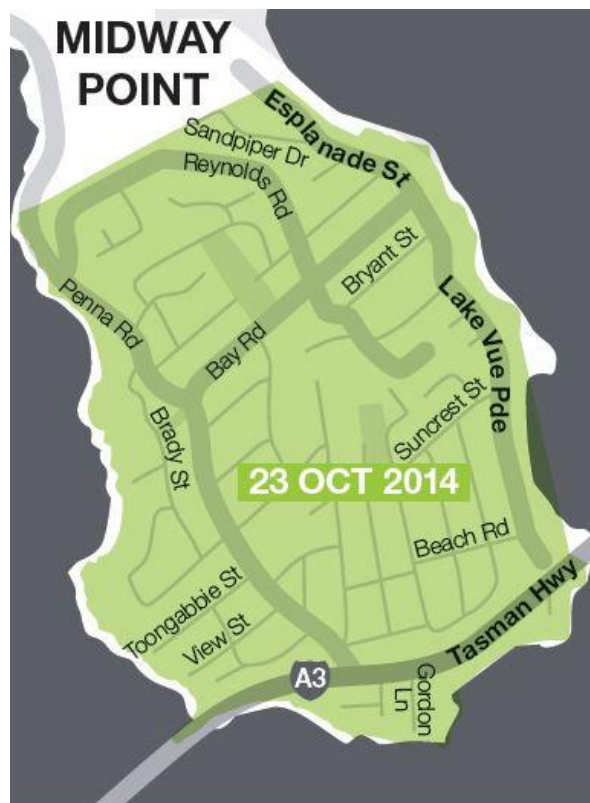 MIDWAY
POINT
Esplanade St
Sandpiper Dr
Reynolds Rd
Bryant St
Penna Rd
Lake Vue Pde
Bay Rd
Brady St
Suncrest St
23 OCT 2014
Beach Rd
Toongabbie St
View St
Tasman Hwy
A3
Gordon
Ln